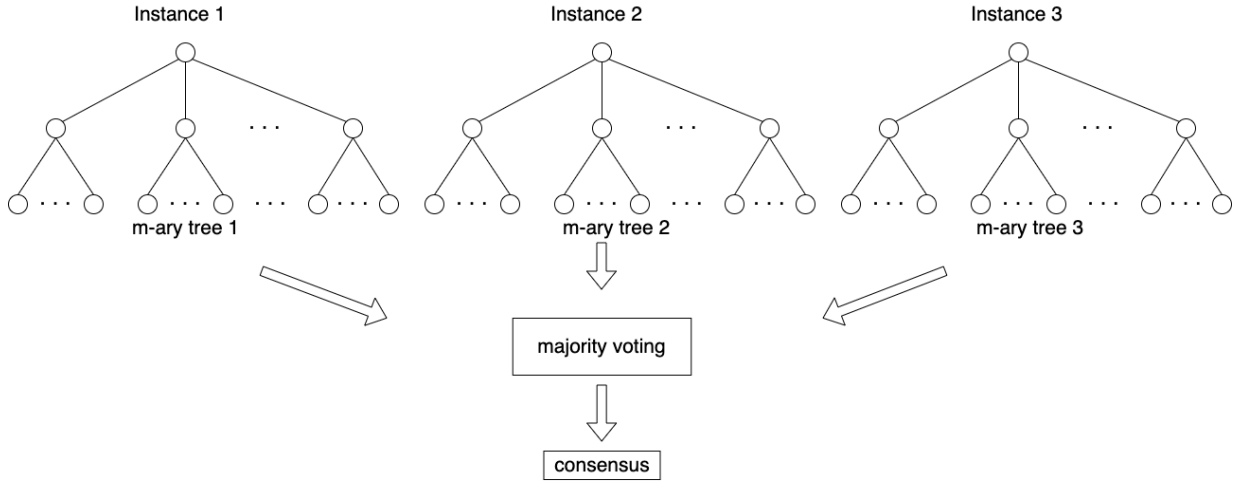 Instance 1
Instance 2
Instance 3
. . .
. . .
. . .
. . . . . . . . . . . .
. . . . . . . . . . . .
. . . . . . . . . . . .
m-ary tree 1
m-ary tree 2
m-ary tree 3
majority voting
consensus